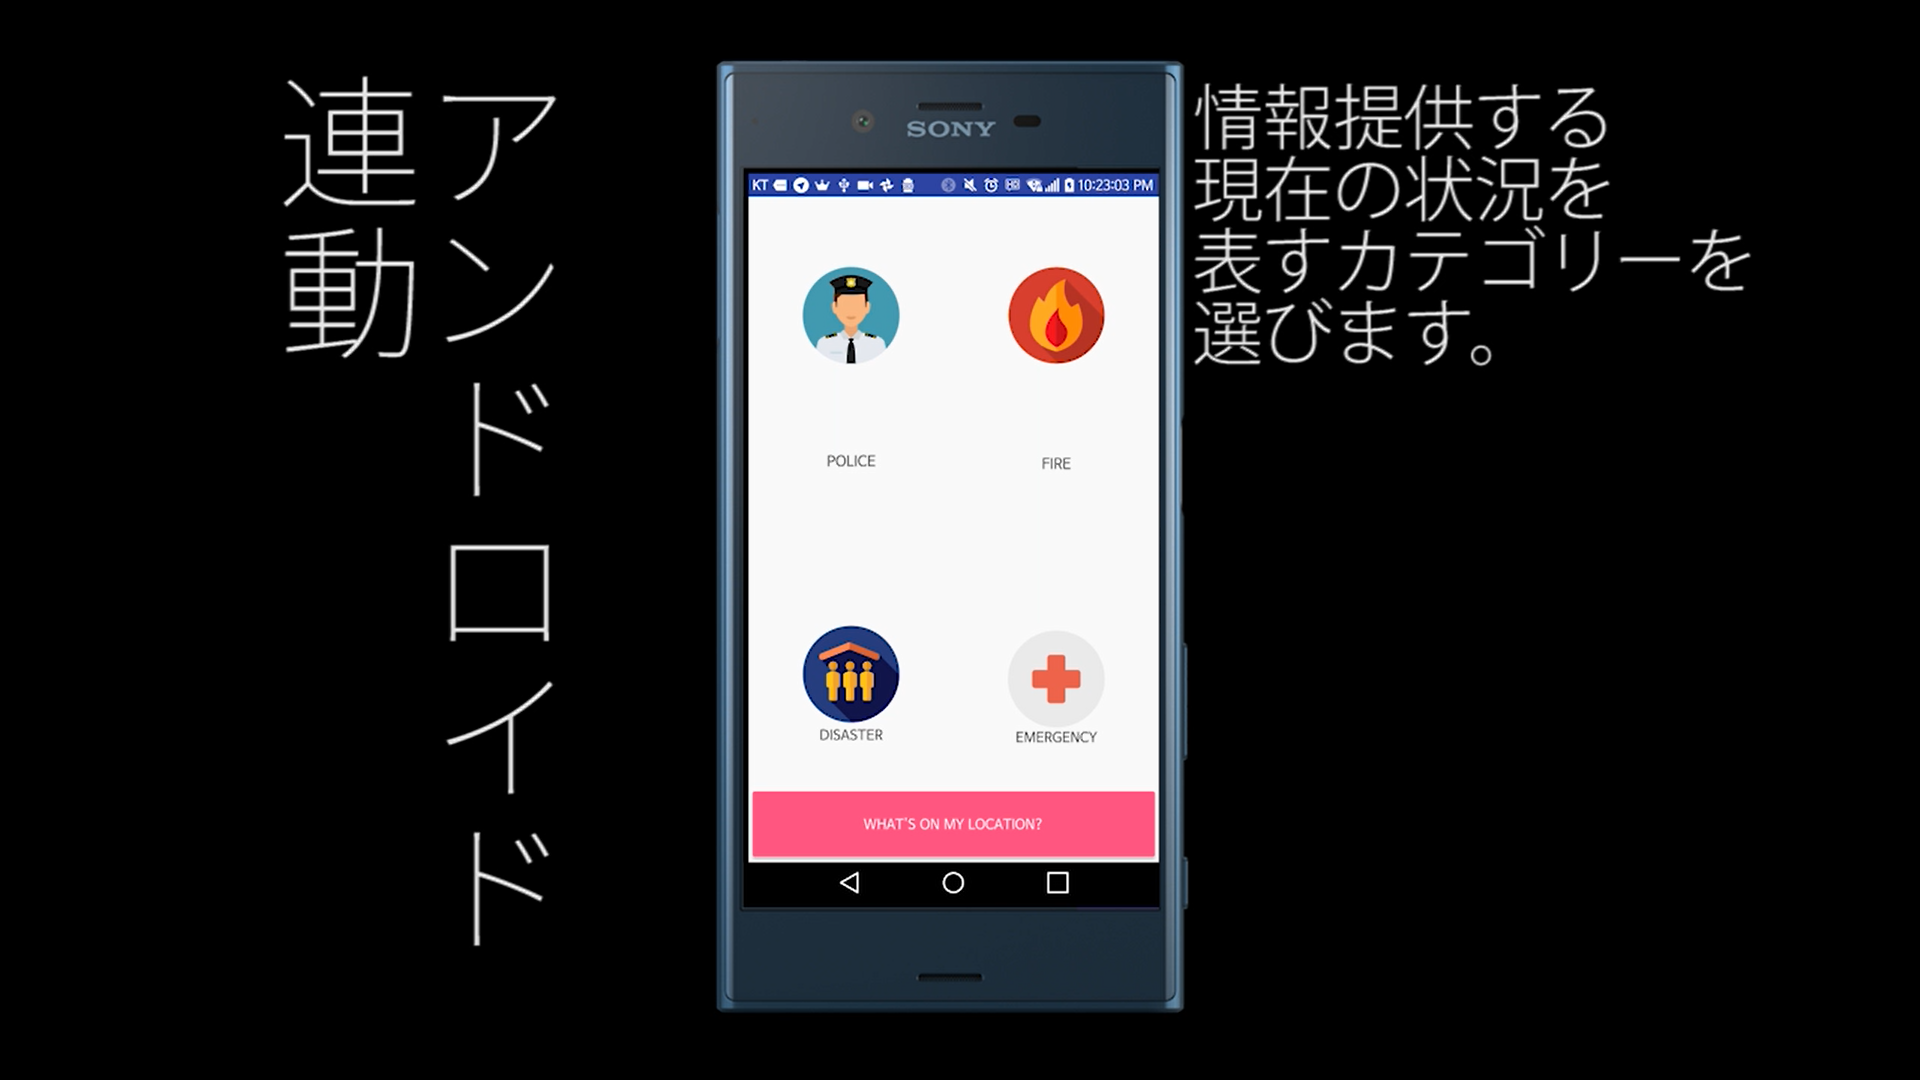 アンドロイド
連動
SONY
KT
10:23:03 PM
POLICE
FIRE
DISASTER
EMERGENCY
WHAT'S ON MY LOCATION?
情報提供する
現在の状況を
表すカテゴリーを
選びます。